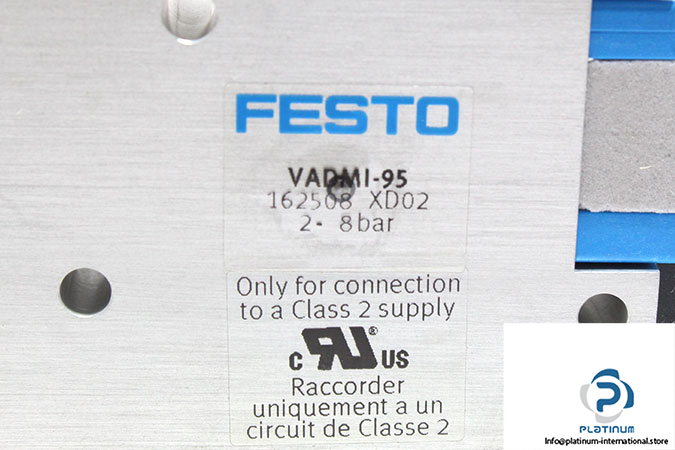 FESTO
VADMI-95
162508 XD02
2- 8bar
Only for connection
to a Class 2 supply
c RU ® US
Raccorder
uniquement a un
circuit de Classe 2
PLATINUM
Info@platinum-international.store